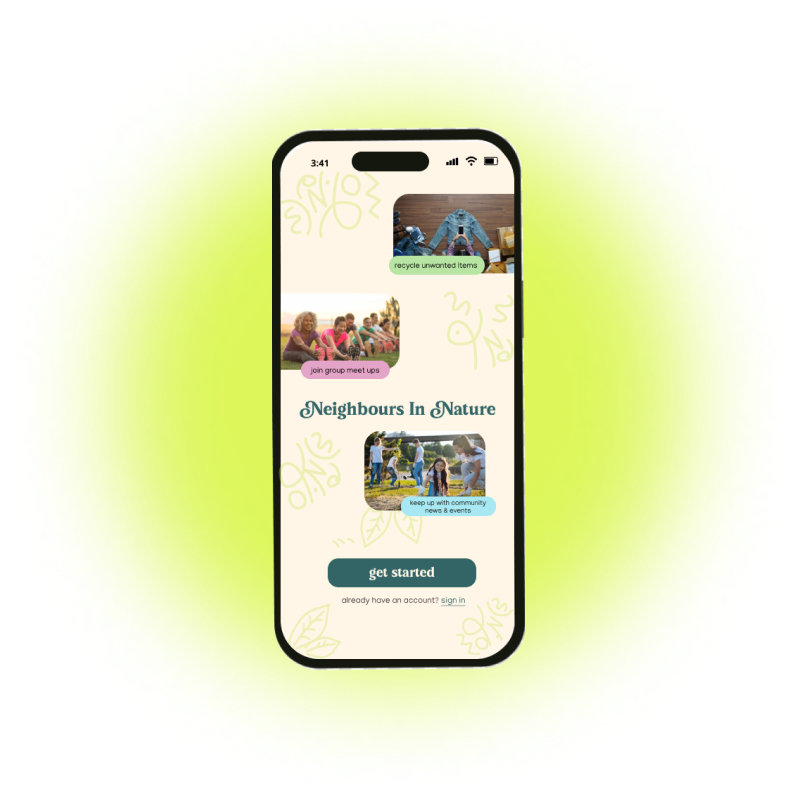 3:41
recycle unwanted items
join group meet ups
Neighbours In Nature
keep up with community
news & events
get started
already have an account? sign in